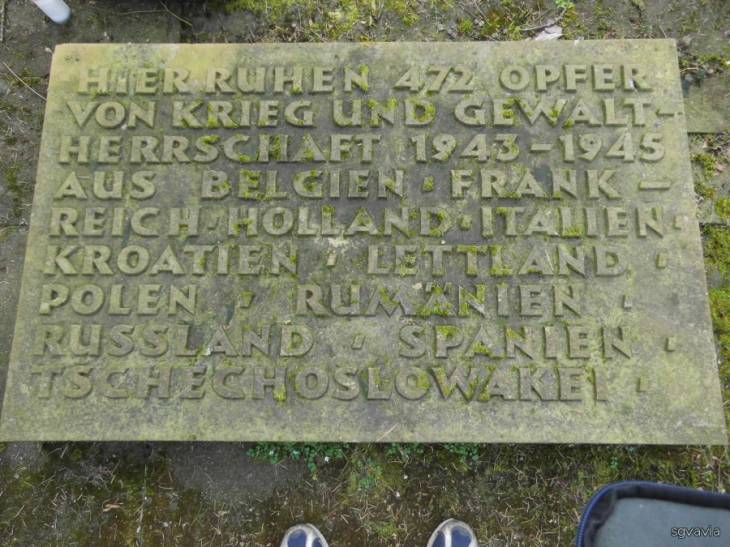 HIER RUHEN 472 OPFER
VON KRIEG UND GEWALT-
HERRSCHAFT 1943-1945
AUS BELGIEN · FRANK-
REICH · HOLLAND · ITALIEN ·
KROATIEN · LETTLAND ·
POLEN · RUMÄNIEN ·
RUSSLAND · SPANIEN ·
TSCHECHOSLOWAKEI ·
sgvavia